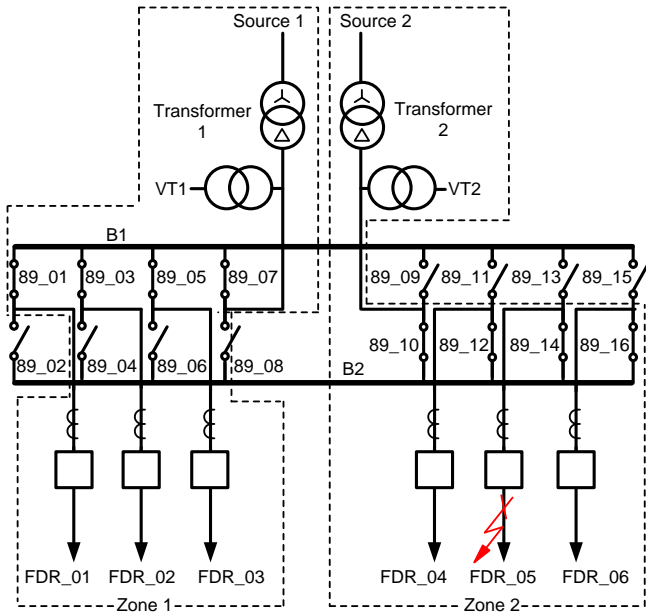 Source 1
Source 2
Transformer
1
Transformer
2
VT1
VT2
B1
89_01
89_03
89_05
89_07
89_09
89_11
89_13
89_15
89_02
89_04
89_06
89_08
89_10
89_12
89_14
89_16
B2
FDR_01
FDR_02
FDR_03
FDR_04
FDR_05
FDR_06
Zone 1
Zone 2